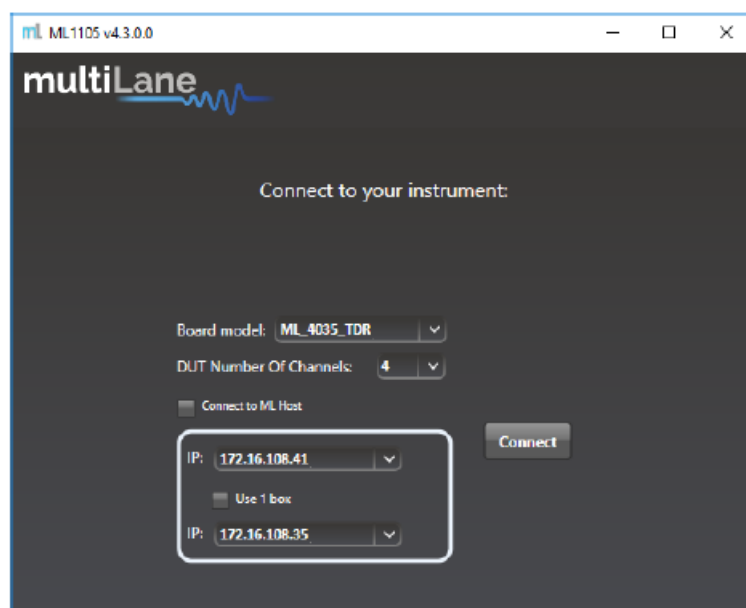 mL ML1105 v4.3.0.0
multiLane
Connect to your instrument:
Board model: ML_4035_TDR
DUT Number Of Channels: 4
Connect to ML Host
IP: 172.16.108.41
Connect
Use 1 box
IP: 172.16.108.35